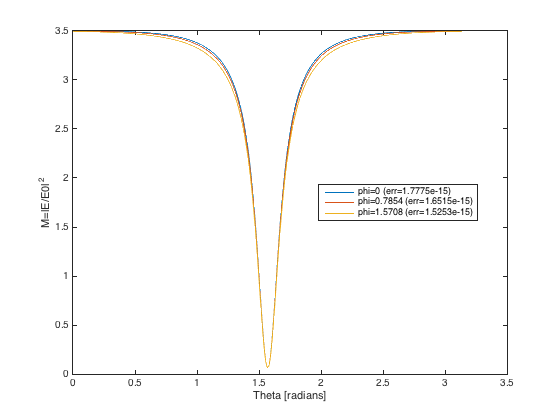 3.5
3
2.5
2
1.5
1
0.5
0
M=|E/E0|²
phi=0 (err=1.7775e-15)
phi=0.7854 (err=1.6515e-15)
phi=1.5708 (err=1.5253e-15)
0 0.5 1 1.5 2 2.5 3 3.5
Theta [radians]